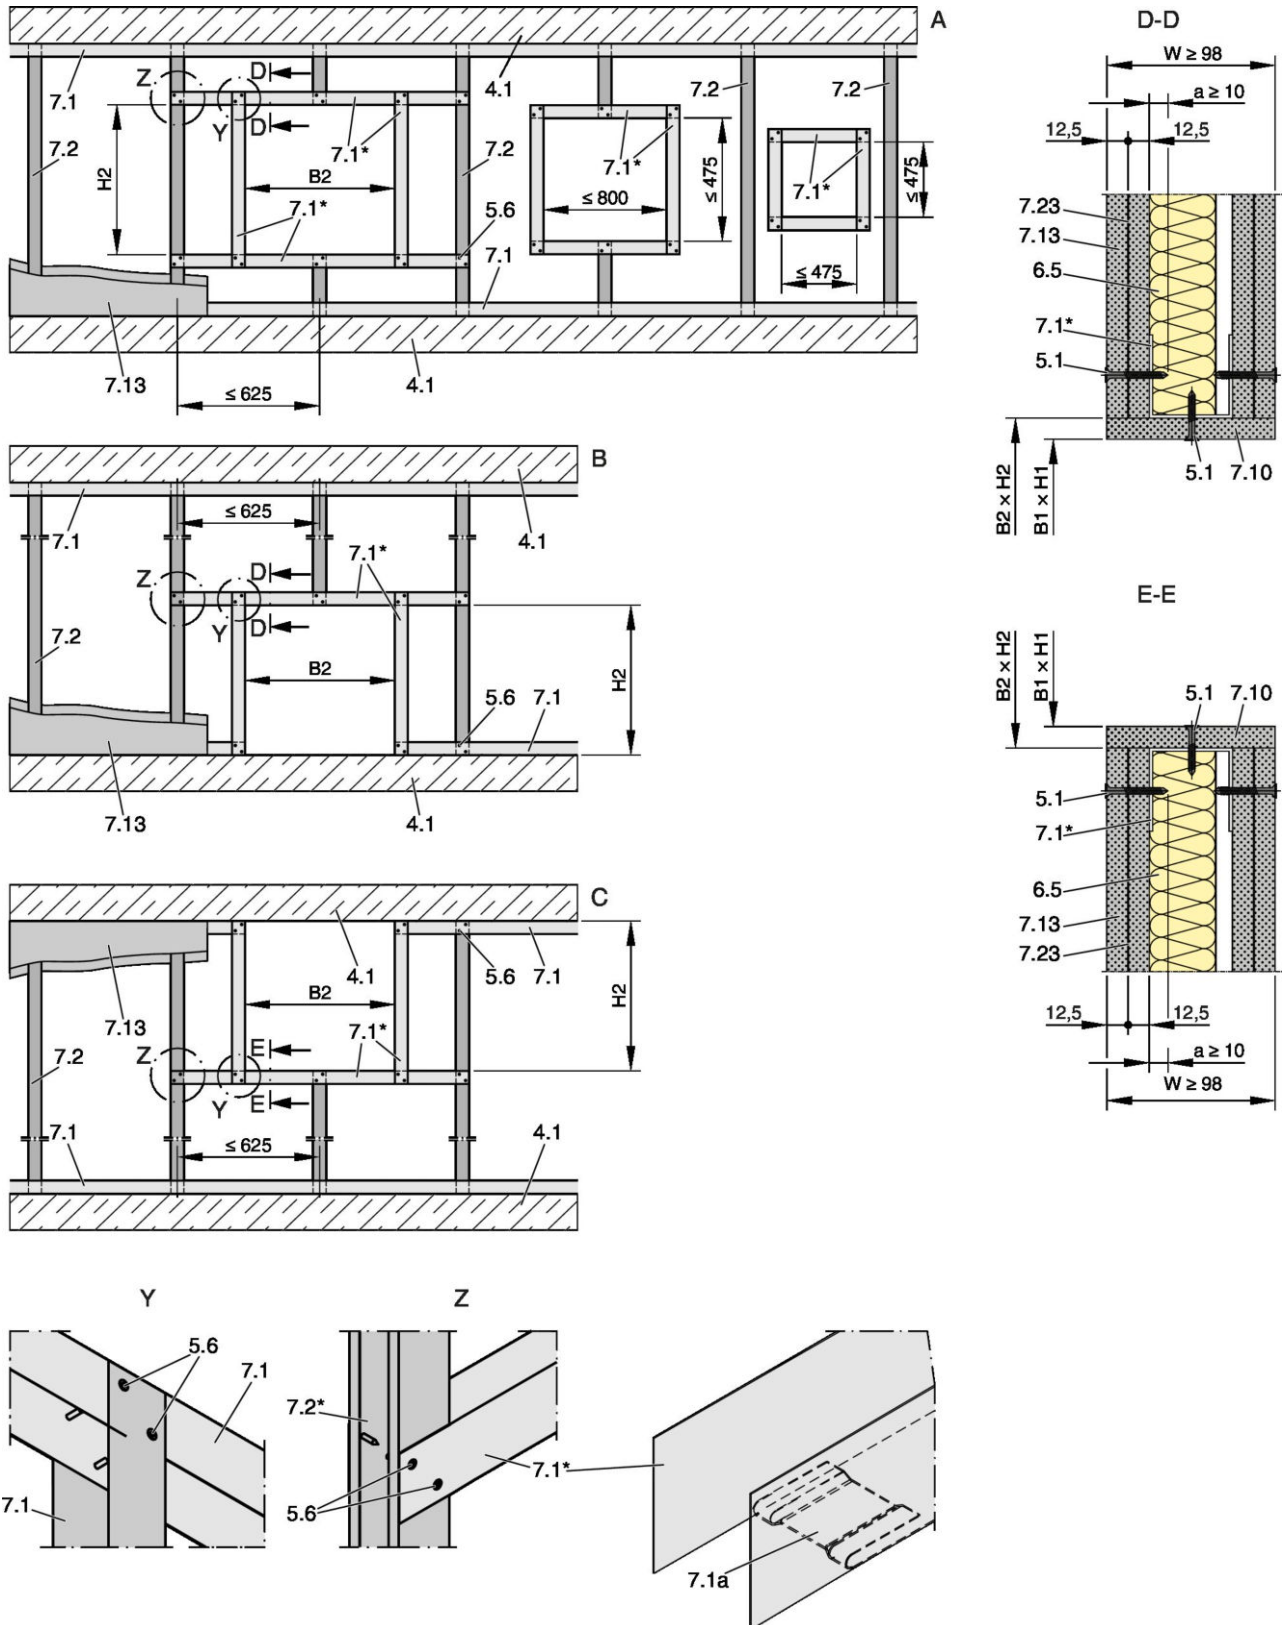 A
4.1
7.1
Z
D
7.2
7.2
Y
D
7.1*
7.1*
7.2
H2
7.2
B2
≤ 800
≤ 475
7.1*
≤ 475
7.1*
5.6
7.1
≤ 475
7.13
≤ 625
4.1
B
≤ 625
7.1
4.1
7.1*
Z
D
Y
D
7.2
B2
H2
5.6
7.1
7.13
4.1
C
4.1
5.6
7.1
H2
7.13
B2
7.1*
7.2
Z
E
Y
E
7.1
≤ 625
4.1
D-D
W ≥ 98
a ≥ 10
12,5
12,5
7.23
7.13
6.5
7.1*
5.1
B2 × H2
B1 × H1
5.1
7.10
E-E
B2 × H2
B1 × H1
5.1
7.10
5.1
7.1*
6.5
7.13
7.23
12,5
12,5
a ≥ 10
W ≥ 98
Y
5.6
7.1
7.1
Z
7.2*
7.1*
5.6
7.1a